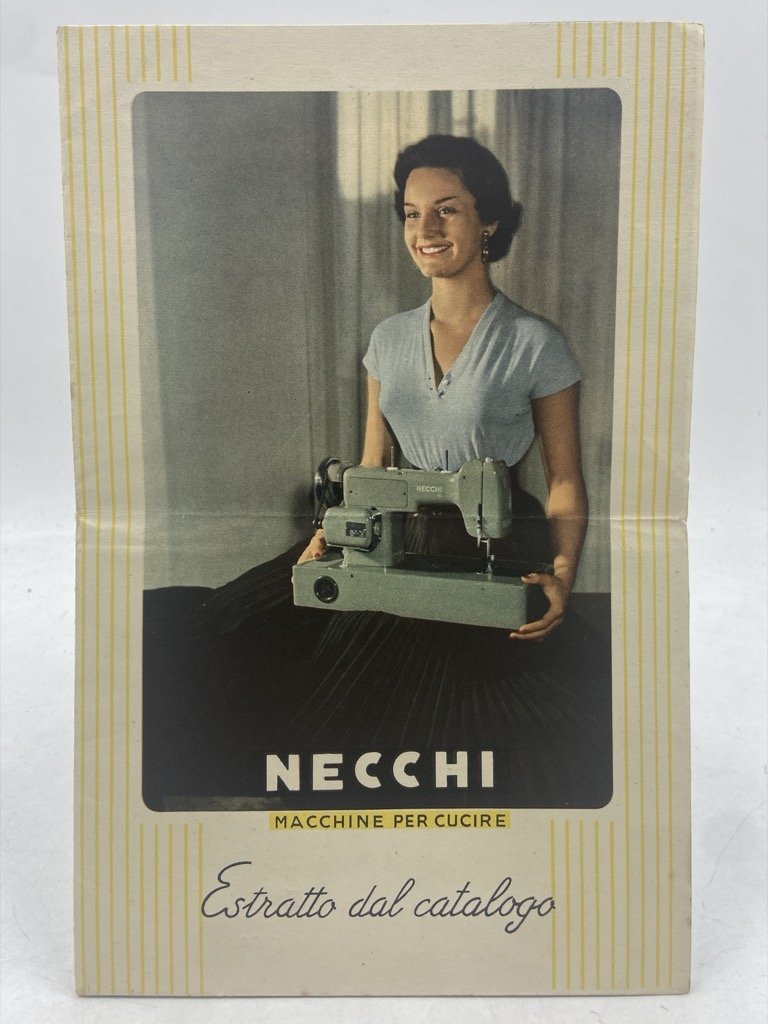 NECCHI
NECCHI
MACCHINE PER CUCIRE
Estratto dal catalogo